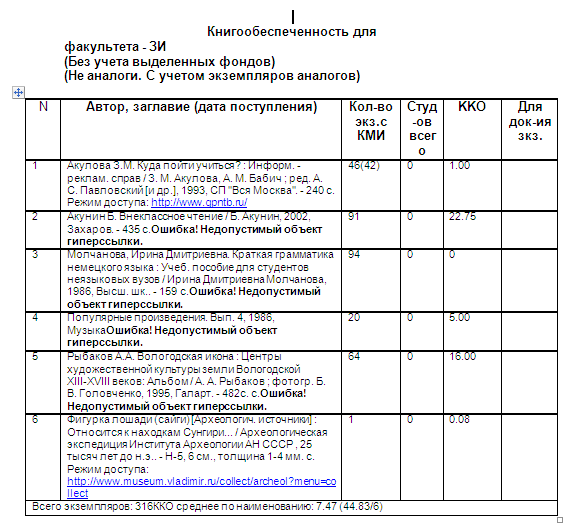 Книгообеспеченность для
факультета - ЗИ
(Без учета выделенных фондов)
(Не аналоги. С учетом экземпляров аналогов)
N Автор, заглавие (дата поступления) Кол-во Студ ККО Для
экз.с -ов док-ия
КМИ всег экз.
о
1 Акулова З.М. Куда пойти учиться? : Информ. - 46(42) 0 1.00
реклам. справ / З. М. Акулова, А. М. Бабич ; ред. А.
С. Павловский [и др.], 1993, СП "Вся Москва". - 240 с.
Режим доступа: http://www.gpntb.ru/
2 Акунин Б. Внеклассное чтение / Б. Акунин, 2002, 91 0 22.75
Захаров. - 435 с.Ошибка! Недопустимый объект
гиперссылки.
3 Молчанова, Ирина Дмитриевна. Краткая грамматика 94 0 0
немецкого языка : Учеб. пособие для студентов
неязыковых вузов / Ирина Дмитриевна Молчанова,
1986, Высш. шк.. - 159 с.Ошибка! Недопустимый
объект гиперссылки.
4 Популярные произведения. Вып. 4, 1986, 20 0 5.00
МузыкаОшибка! Недопустимый объект
гиперссылки.
5 Рыбаков А.А. Вологодская икона : Центры 64 0 16.00
художественной культуры земли Вологодской
XIII-XVIII веков: Альбом / А. А. Рыбаков ; фотогр. Б.
В. Головченко, 1995, Галарт. - 482с. с.Ошибка!
Недопустимый объект гиперссылки.
6 Фигурка лошади (сайги) [Археологич. источники] : 1 0 0.08
Относится к находкам Сунгири... / Археологическая
экспедиция Института Археологии АН СССР , 25
тысяч лет до н.э.. - Н-5, 6 см., толщина 1-4 мм. с.
Режим доступа:
http://www.museum.vladimir.ru/collect/archeol?menu=co
llect
Всего экземпляров: 316ККО среднее по наименованию: 7.47 (44.83/6)